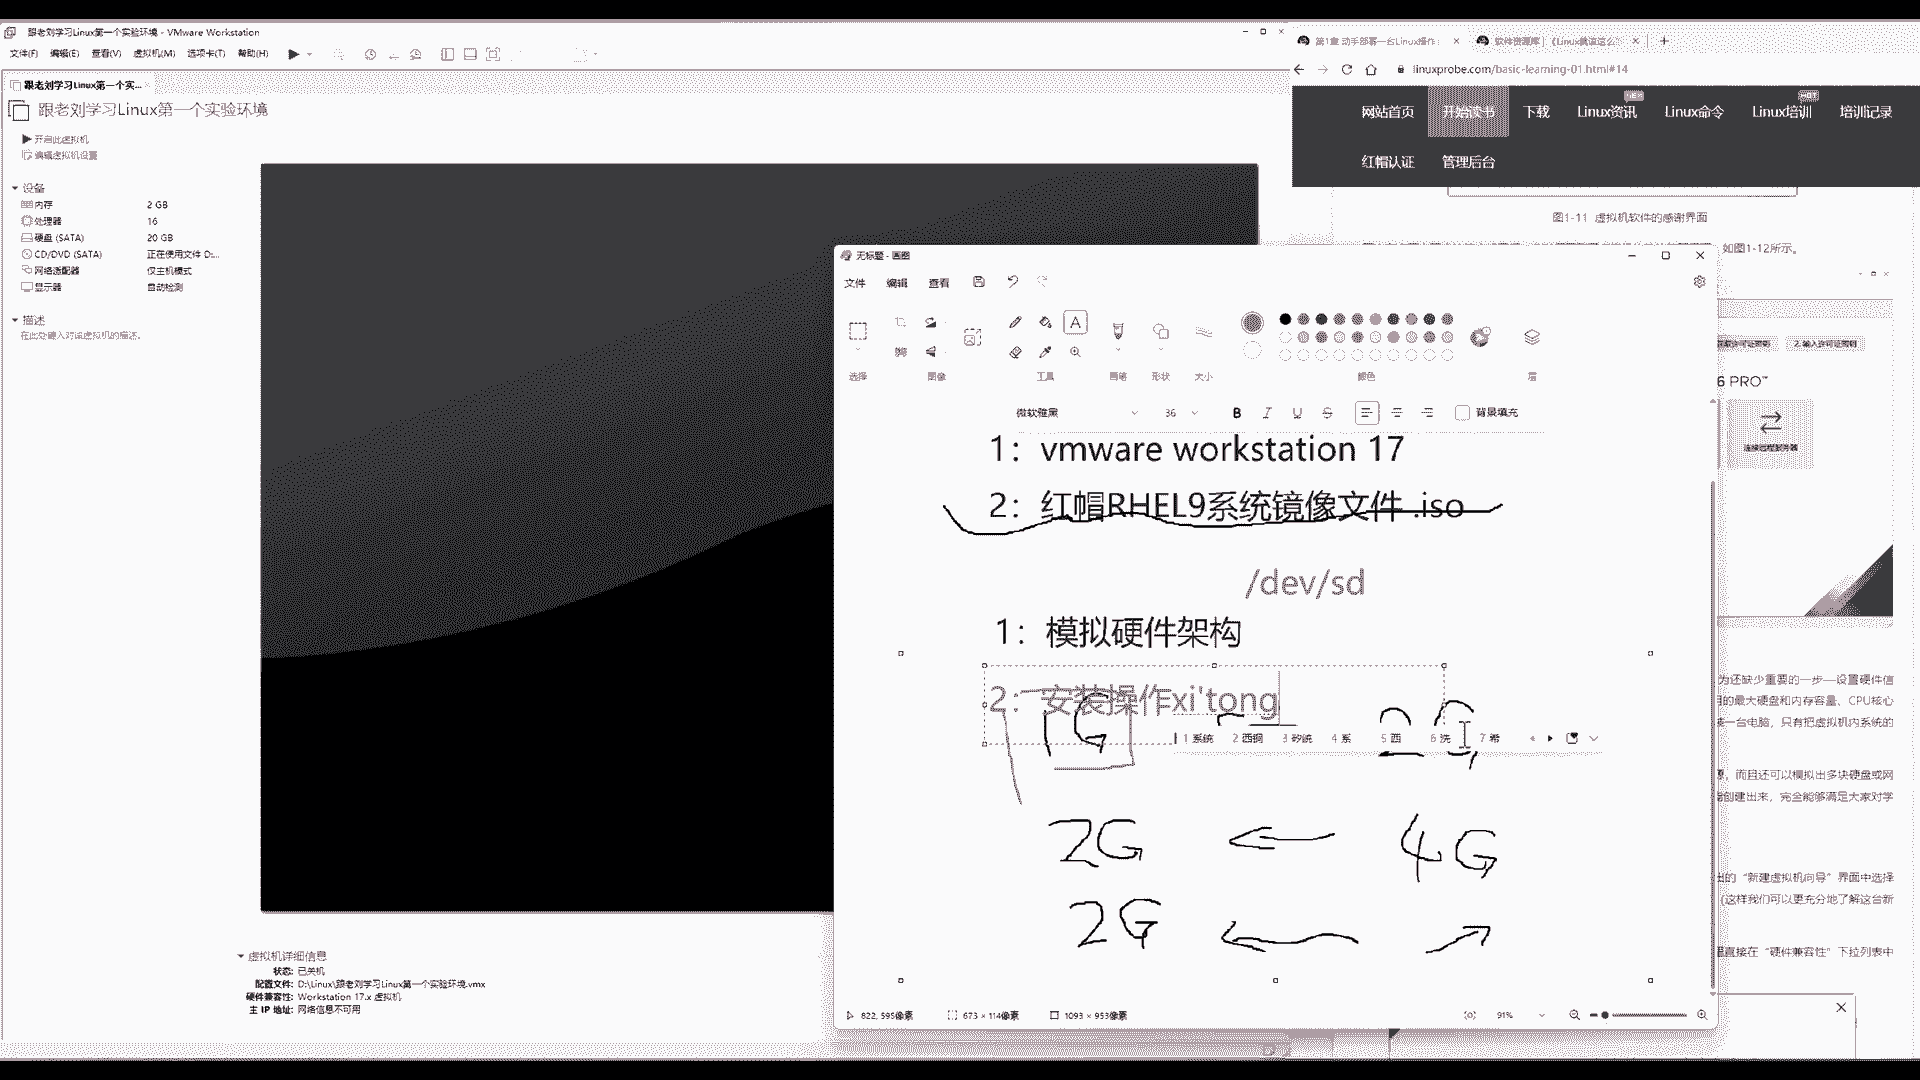 跟老刘学习Linux第一个实验环境 - VMware Workstation
文件(F) 编辑(E) 查看(V) 虚拟机(M) 选项卡(T) 帮助(H)
跟老刘学习Linux第一个实...
跟老刘学习Linux第一个实验环境
开启此虚拟机
编辑虚拟机设置
设备
内存 2 GB
处理器 16
硬盘 (SATA) 20 GB
CD/DVD (SATA) 正在使用文件 D:...
网络适配器 仅主机模式
显示器 自动检测
描述
在此处键入对该虚拟机的描述。
虚拟机详细信息
状态: 已关机
配置文件: D:\Linux\跟老刘学习Linux第一个实验环境.vmx
硬件兼容性: Workstation 17.x 虚拟机
主 IP 地址: 网络信息不可用
第1章 动手部署一台Linux操作
软件资源库 | 《Linux就该这么
linuxprobe.com/basic-learning-01.html#14
网站首页 开始读书 下载 Linux资讯 Linux命令 Linux培训 培训记录
NEW HOT
红帽认证 管理后台
图1-11 虚拟机软件的感谢界面
如图1-12所示。
2. 输入许可证密钥
6 PRO™
连接远程服务器
为还缺少重要的一步—设置硬件信
的最大硬盘和内存容量、CPU核心
一台电脑，只有把虚拟机内系统的
，而且还可以模拟出多块硬盘或网
创建出来，完全能够满足大家对学
出的“新建虚拟机向导”界面中选择
(这样我们可以更充分地了解这台新
直接在“硬件兼容性”下拉列表中
无标题 - 画图
文件 编辑 查看
选择 图像 工具 画笔 形状 大小 颜色 层
微软雅黑 36 B I U S 背景填充
1：vmware workstation 17
2：红帽RHEL9系统镜像文件 .iso
/dev/sd
1：模拟硬件架构
2：安装操作xi'tong
1 系统 2 西铜 3 矽统 4 系 5 西 6 洗 7 希
2G 4G
2G
822, 595像素 673 × 114像素 1093 × 953像素 91%